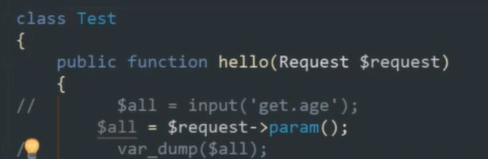 class Test
{
public function hello(Request $request)
{
// $all = input('get.age');
$all = $request->param();
/ var_dump($all);